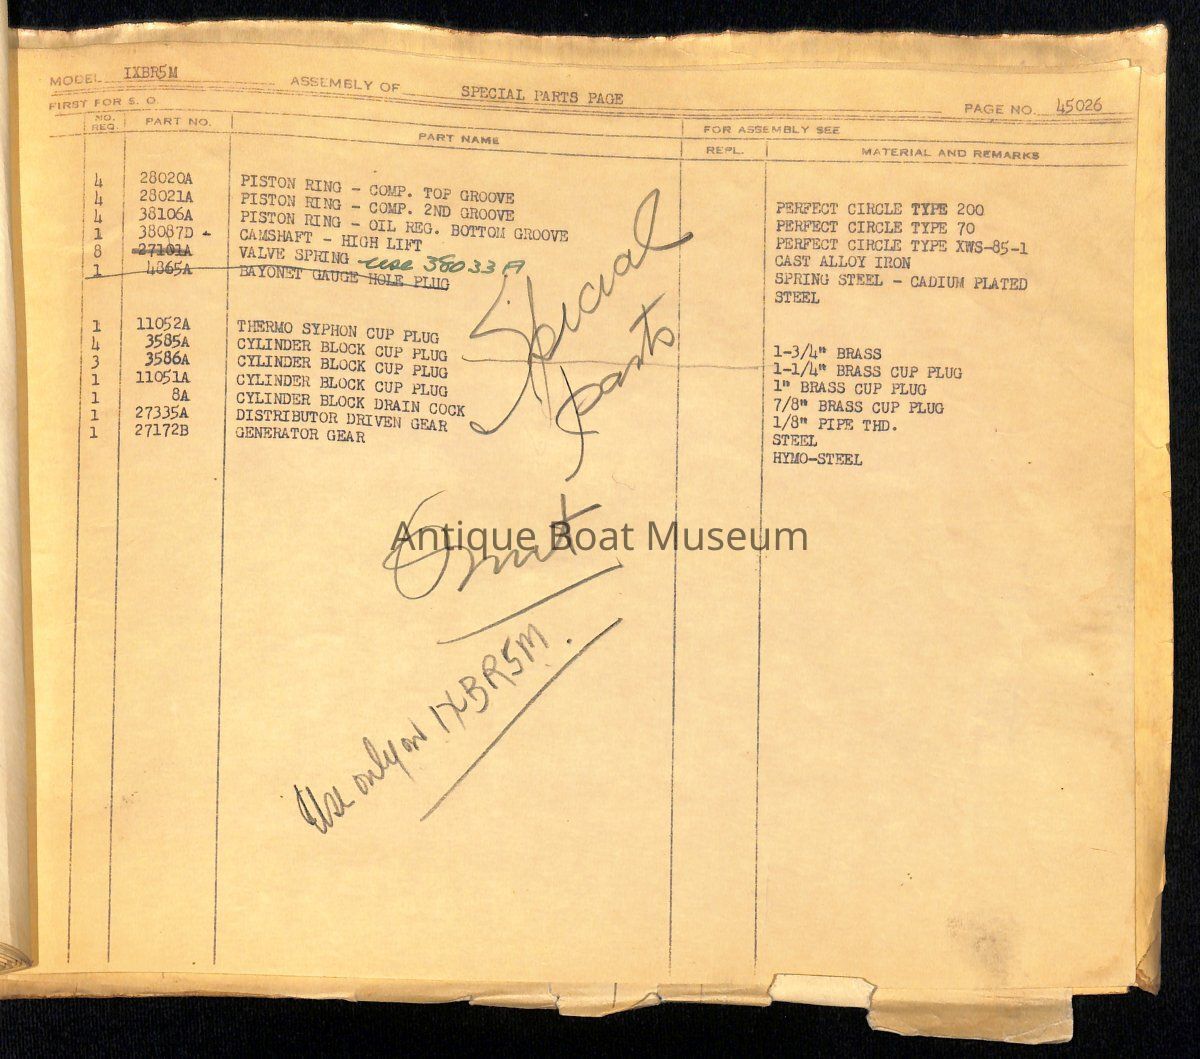 MODEL IXBR5M ASSEMBLY OF SPECIAL PARTS PAGE PAGE NO. 45026
FIRST FOR S. O.
NO. REQ. PART NO. PART NAME FOR ASSEMBLY SEE
REPL. MATERIAL AND REMARKS
4 28020A PISTON RING - COMP. TOP GROOVE PERFECT CIRCLE TYPE 200
4 28021A PISTON RING - COMP. 2ND GROOVE PERFECT CIRCLE TYPE 70
4 38106A PISTON RING - OIL REG. BOTTOM GROOVE PERFECT CIRCLE TYPE XWS-85-1
1 38087D - CAMSHAFT - HIGH LIFT CAST ALLOY IRON
8 27101A VALVE SPRING use 38033A SPRING STEEL - CADIUM PLATED
1 4865A BAYONET GAUGE HOLE PLUG STEEL
1 11052A THERMO SYPHON CUP PLUG 1-3/4" BRASS
4 3585A CYLINDER BLOCK CUP PLUG 1-1/4" BRASS CUP PLUG
3 3586A CYLINDER BLOCK CUP PLUG 1" BRASS CUP PLUG
1 11051A CYLINDER BLOCK CUP PLUG 7/8" BRASS CUP PLUG
1 8A CYLINDER BLOCK DRAIN COCK 1/8" PIPE THD.
1 27335A DISTRIBUTOR DRIVEN GEAR STEEL
1 27172B GENERATOR GEAR HYMO-STEEL
Special
parts
Omit
Antique Boat Museum
Use only on IXBR5M.